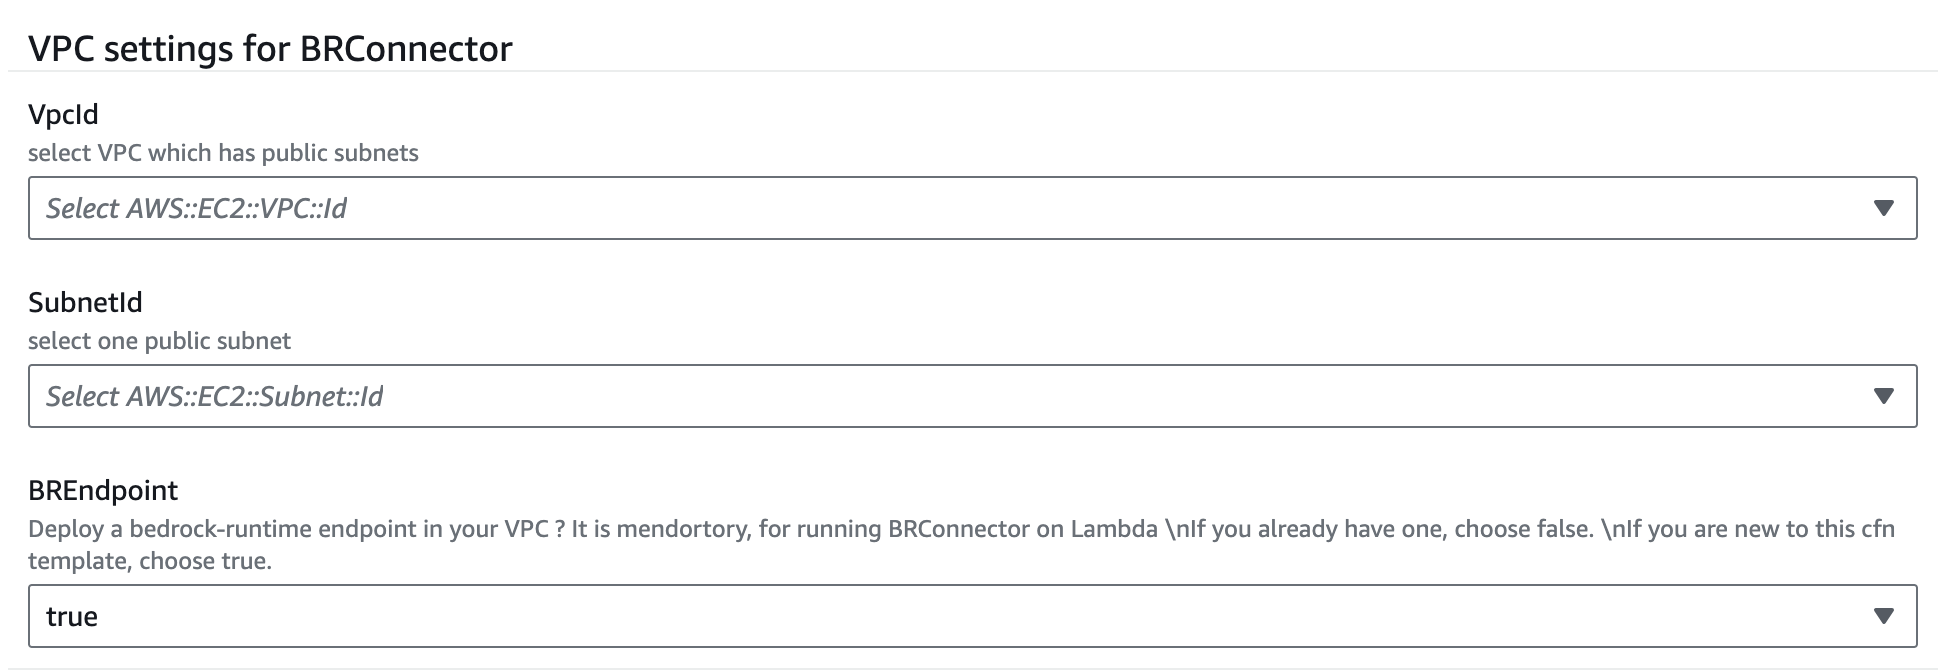 VPC settings for BRConnector
VpcId
select VPC which has public subnets
Select AWS::EC2::VPC::Id
SubnetId
select one public subnet
Select AWS::EC2::Subnet::Id
BREndpoint
Deploy a bedrock-runtime endpoint in your VPC ? It is mendortory, for running BRConnector on Lambda \nIf you already have one, choose false. \nIf you are new to this cfn
template, choose true.
true